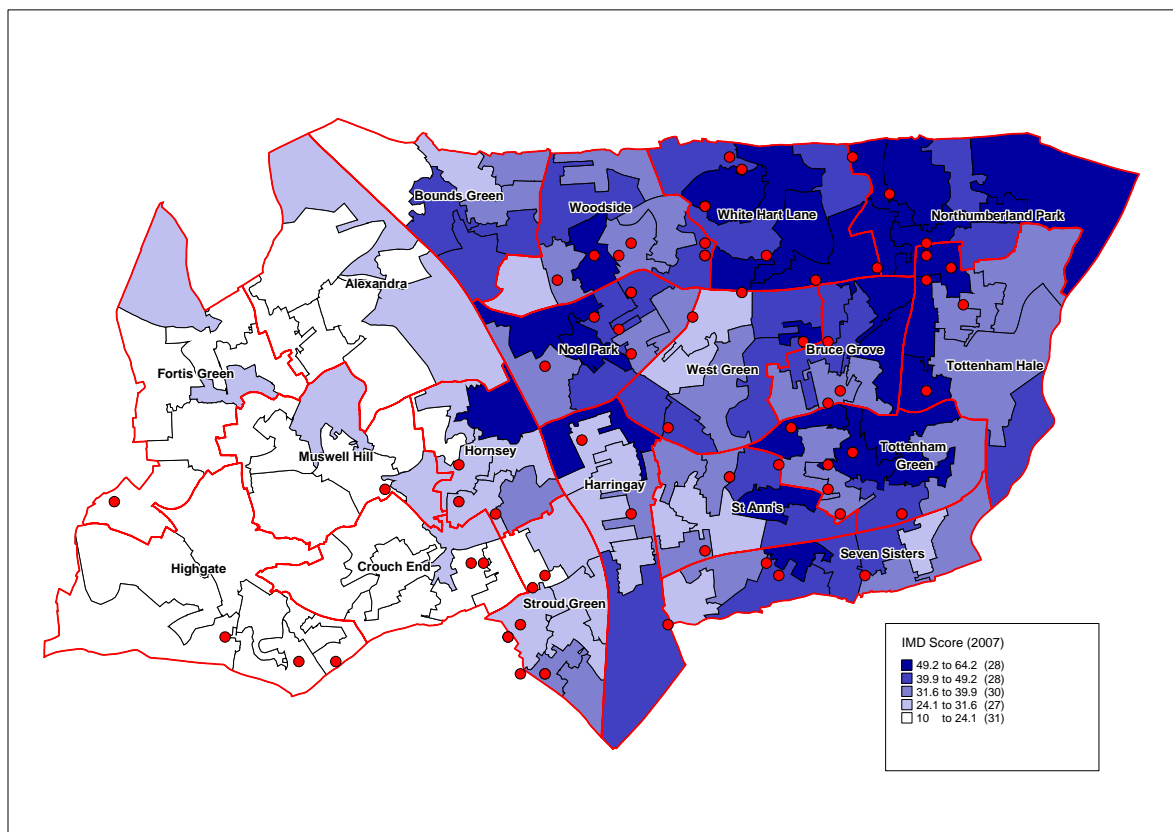 Bounds Green
Woodside
White Hart Lane
Northumberland Park
Alexandra
Noel Park
Bruce Grove
West Green
Tottenham Hale
Fortis Green
Muswell Hill
Hornsey
Tottenham
Green
Harringay
St Ann's
Seven Sisters
Highgate
Crouch End
Stroud Green
IMD Score (2007)
49.2 to 64.2 (28)
39.9 to 49.2 (28)
31.6 to 39.9 (30)
24.1 to 31.6 (27)
10 to 24.1 (31)